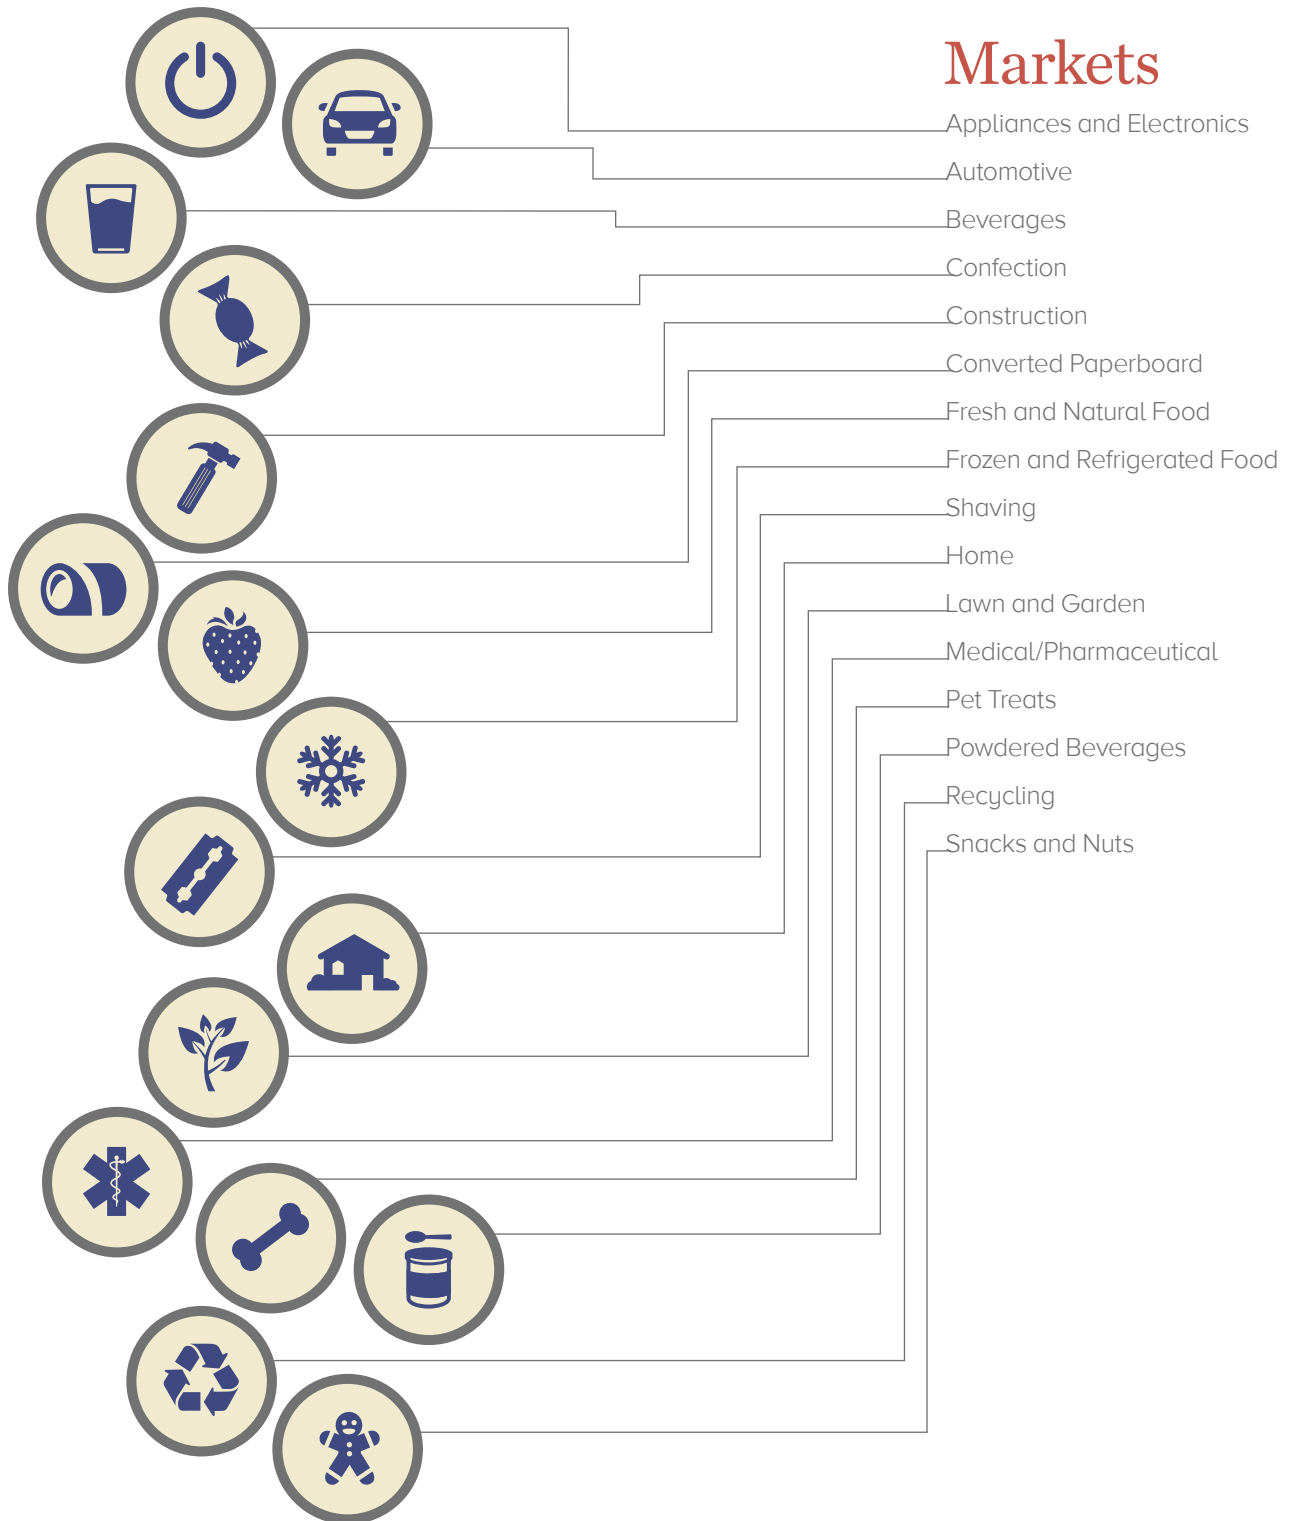 Markets
Appliances and Electronics
Automotive
Beverages
Confection
Construction
Converted Paperboard
Fresh and Natural Food
Frozen and Refrigerated Food
Shaving
Home
Lawn and Garden
Medical/Pharmaceutical
Pet Treats
Powdered Beverages
Recycling
Snacks and Nuts